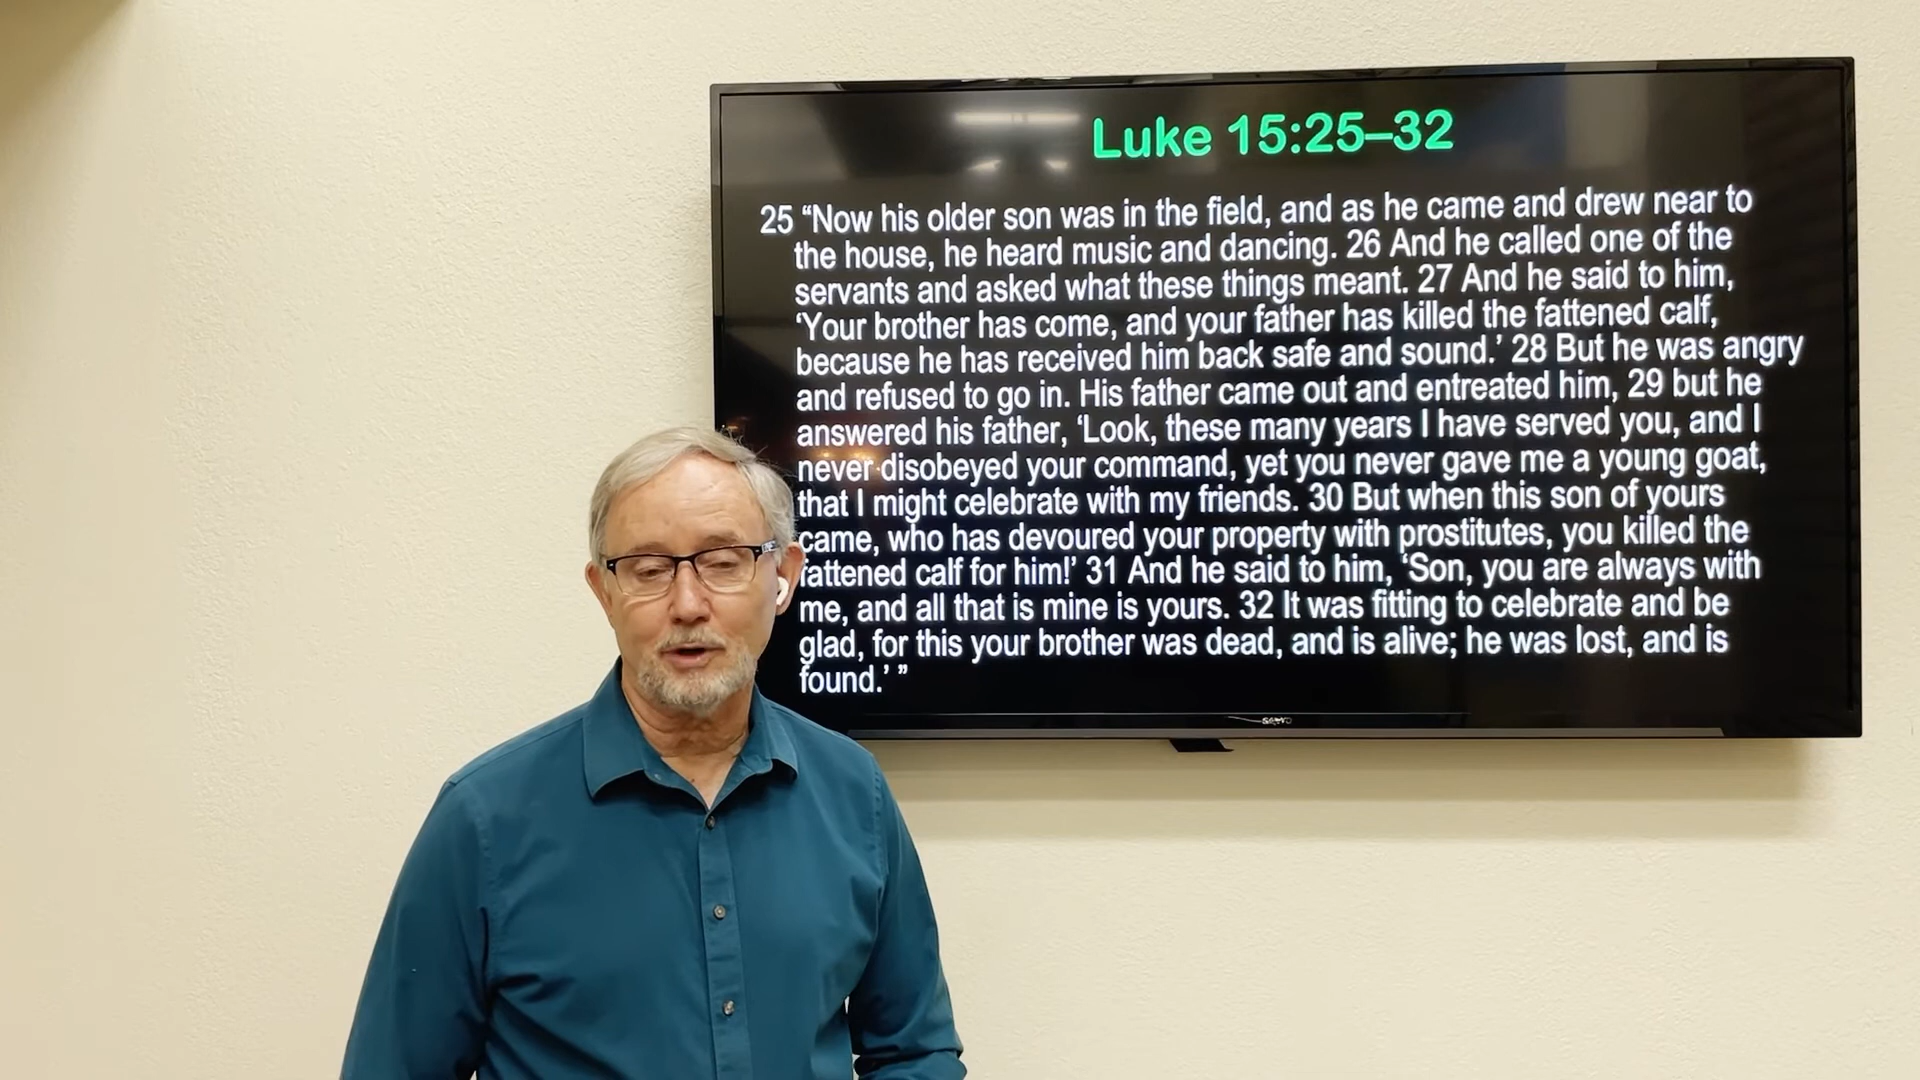 Luke 15:25–32
25 “Now his older son was in the field, and as he came and drew near to
the house, he heard music and dancing. 26 And he called one of the
servants and asked what these things meant. 27 And he said to him,
‘Your brother has come, and your father has killed the fattened calf,
because he has received him back safe and sound.’ 28 But he was angry
and refused to go in. His father came out and entreated him, 29 but he
answered his father, ‘Look, these many years I have served you, and I
never disobeyed your command, yet you never gave me a young goat,
that I might celebrate with my friends. 30 But when this son of yours
came, who has devoured your property with prostitutes, you killed the
fattened calf for him!’ 31 And he said to him, ‘Son, you are always with
me, and all that is mine is yours. 32 It was fitting to celebrate and be
glad, for this your brother was dead, and is alive; he was lost, and is
found.’ ”
SANYO